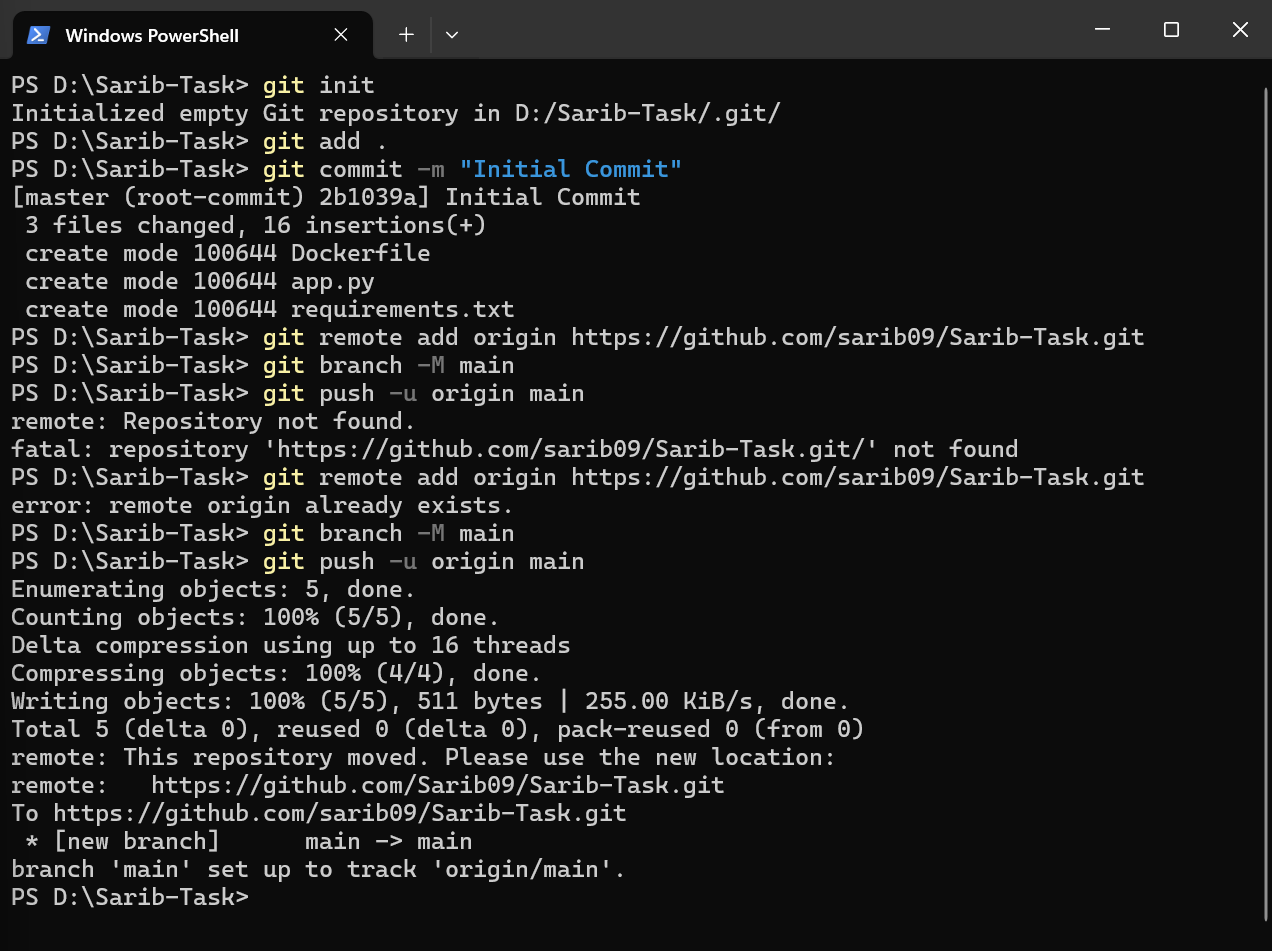 Windows PowerShell
PS D:\Sarib-Task> git init
Initialized empty Git repository in D:/Sarib-Task/.git/
PS D:\Sarib-Task> git add .
PS D:\Sarib-Task> git commit -m "Initial Commit"
[master (root-commit) 2b1039a] Initial Commit
 3 files changed, 16 insertions(+)
 create mode 100644 Dockerfile
 create mode 100644 app.py
 create mode 100644 requirements.txt
PS D:\Sarib-Task> git remote add origin https://github.com/sarib09/Sarib-Task.git
PS D:\Sarib-Task> git branch -M main
PS D:\Sarib-Task> git push -u origin main
remote: Repository not found.
fatal: repository 'https://github.com/sarib09/Sarib-Task.git/' not found
PS D:\Sarib-Task> git remote add origin https://github.com/sarib09/Sarib-Task.git
error: remote origin already exists.
PS D:\Sarib-Task> git branch -M main
PS D:\Sarib-Task> git push -u origin main
Enumerating objects: 5, done.
Counting objects: 100% (5/5), done.
Delta compression using up to 16 threads
Compressing objects: 100% (4/4), done.
Writing objects: 100% (5/5), 511 bytes | 255.00 KiB/s, done.
Total 5 (delta 0), reused 0 (delta 0), pack-reused 0 (from 0)
remote: This repository moved. Please use the new location:
remote:   https://github.com/Sarib09/Sarib-Task.git
To https://github.com/sarib09/Sarib-Task.git
 * [new branch]      main -> main
branch 'main' set up to track 'origin/main'.
PS D:\Sarib-Task>